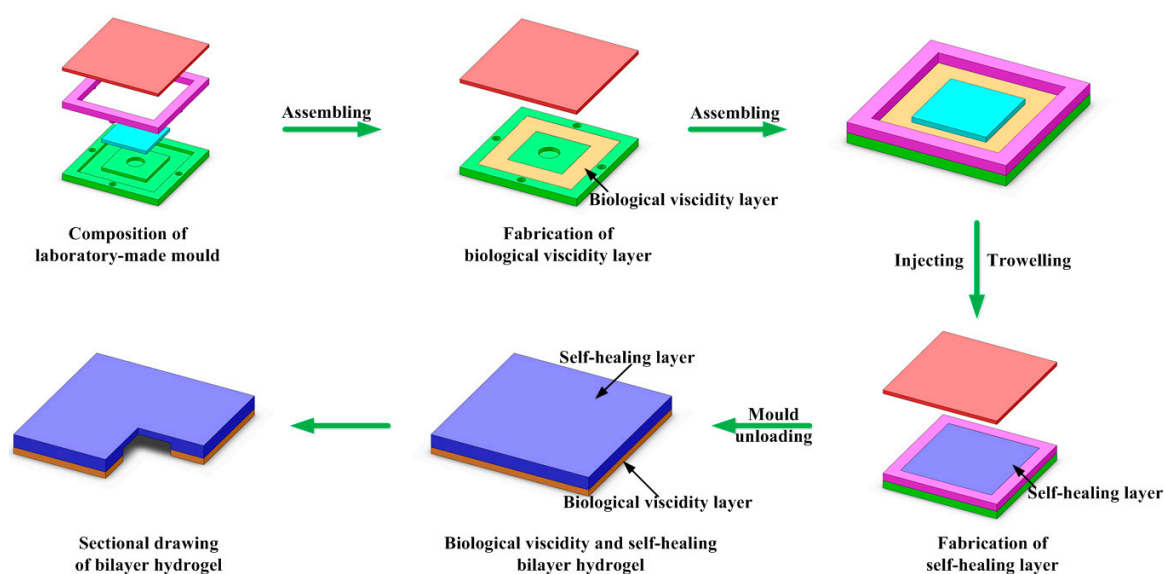 Assembling
Assembling
Biological viscidity layer
Composition of
laboratory-made mould
Fabrication of
biological viscidity layer
Injecting
Trowelling
Self-healing layer
Mould
unloading
Self-healing layer
Biological viscidity layer
Sectional drawing
of bilayer hydrogel
Biological viscidity and self-healing
bilayer hydrogel
Fabrication of
self-healing layer